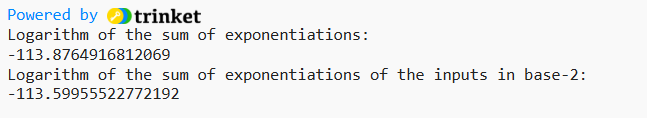 Powered by trinket
Logarithm of the sum of exponentiations:
-113.8764916812069
Logarithm of the sum of exponentiations of the inputs in base-2:
-113.59955522772192